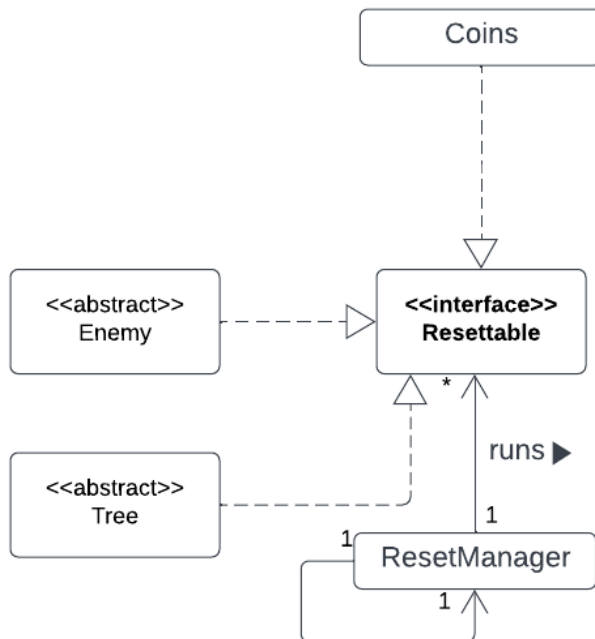 Coins
<<abstract>>
Enemy
<<interface>>
Resettable
*
<<abstract>>
Tree
runs ▶
1
1
ResetManager
1